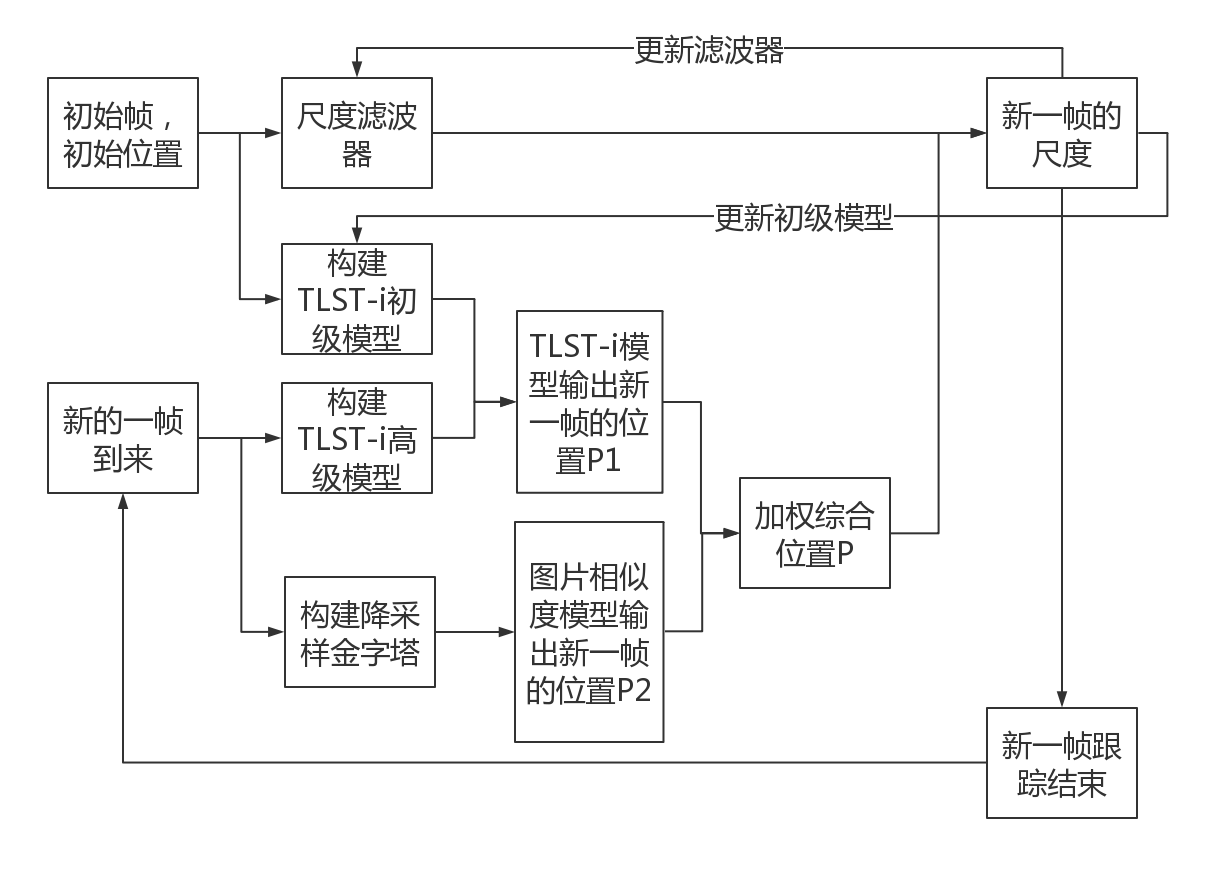 更新滤波器
初始帧，
初始位置
尺度滤波
器
新一帧的
尺度
更新初级模型
构建
TLST-i初
级模型
TLST-i模
型输出新
一帧的位
置P1
新的一帧
到来
构建
TLST-i高
级模型
加权综合
位置P
构建降采
样金字塔
图片相似
度模型输
出新一帧
的位置P2
新一帧跟
踪结束